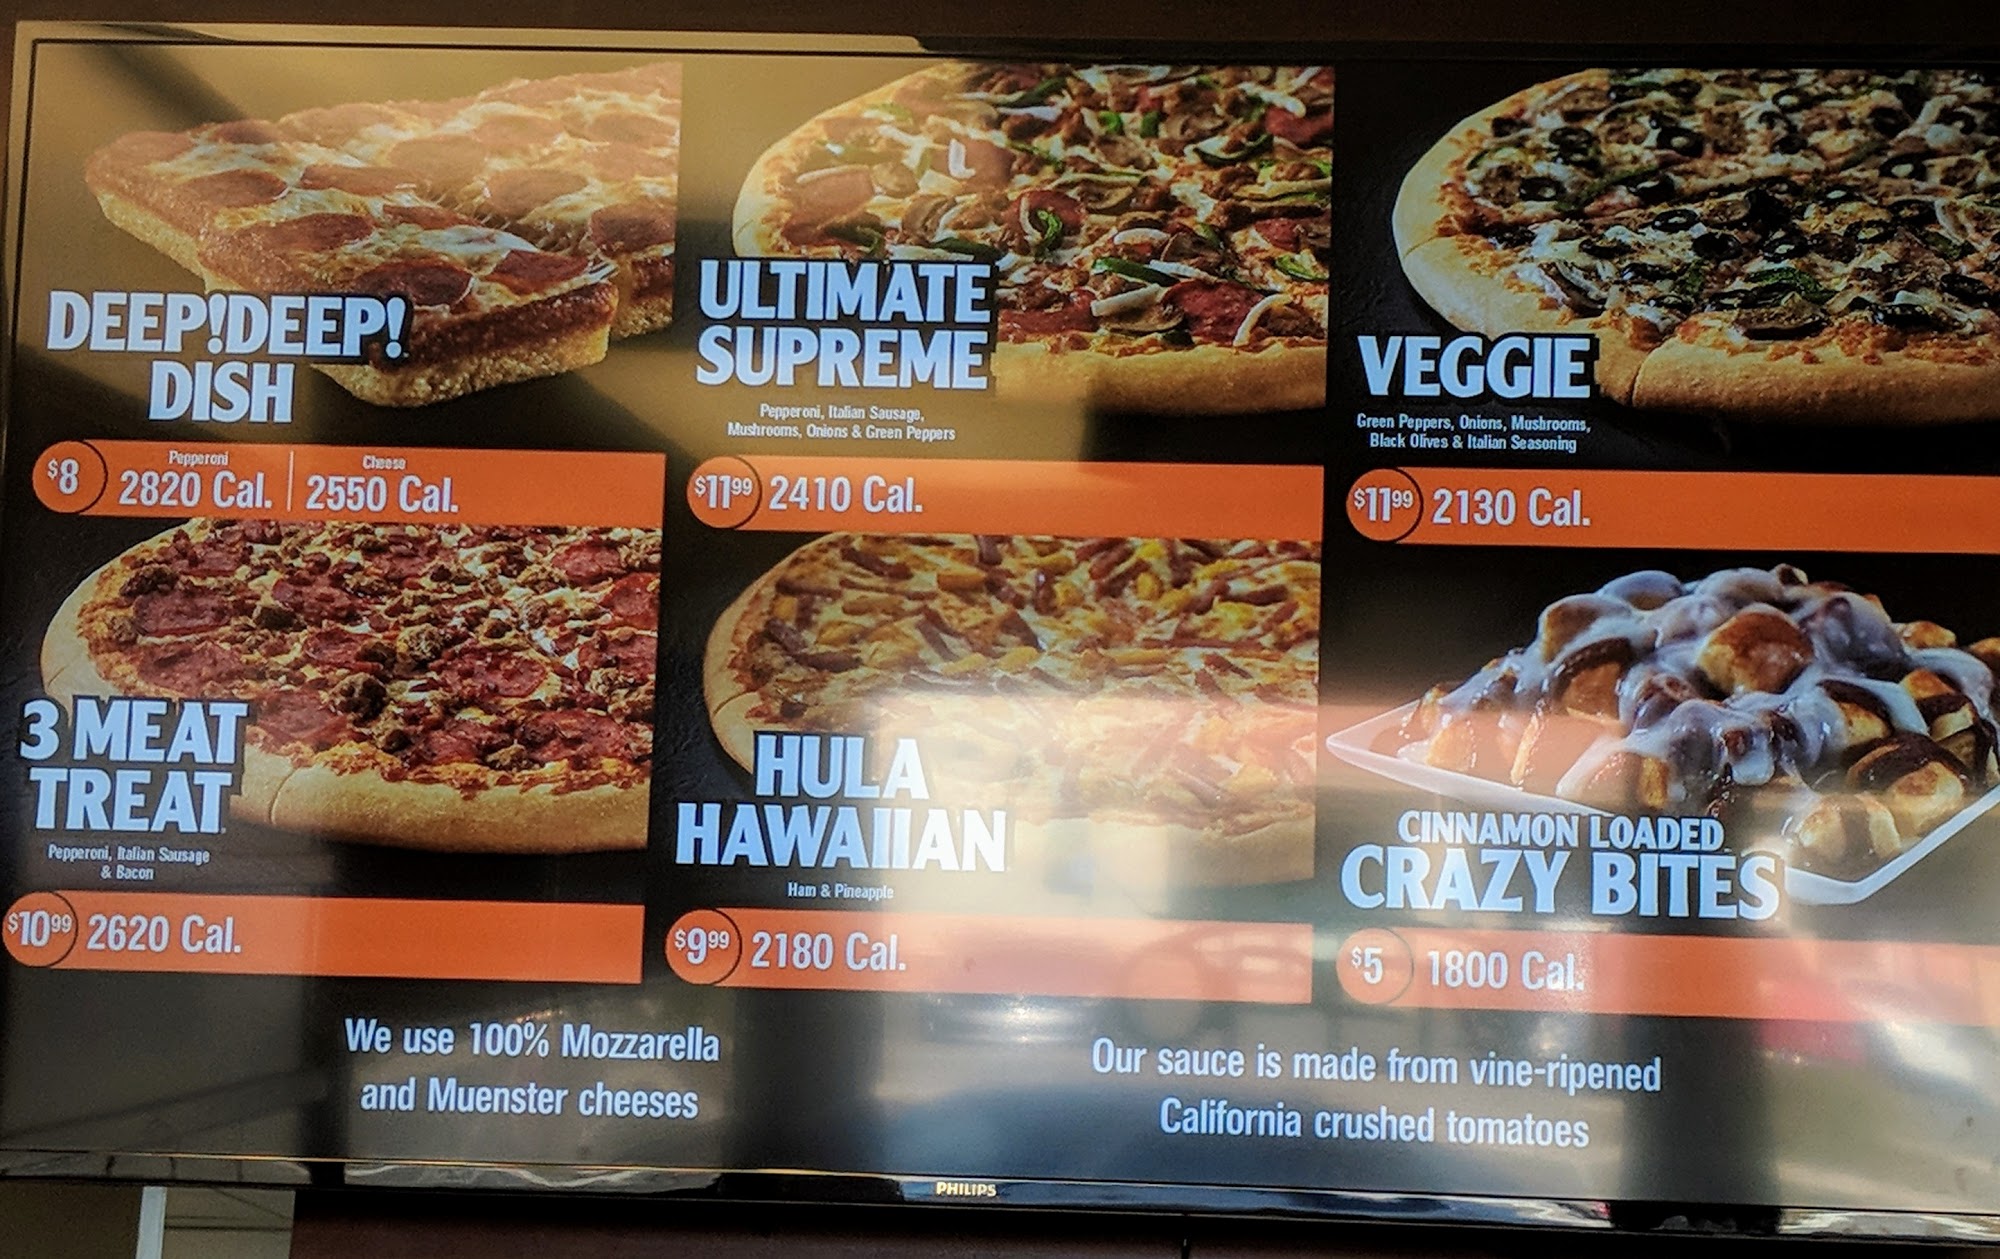 DEEP!DEEP!
DISH
$8
Pepperoni
2820 Cal.
Cheese
2550 Cal.
ULTIMATE
SUPREME
Pepperoni, Italian Sausage,
Mushrooms, Onions & Green Peppers
$11.99 2410 Cal.
VEGGIE
Green Peppers, Onions, Mushrooms,
Black Olives & Italian Seasoning
$11.99 2130 Cal.
3 MEAT
TREAT
Pepperoni, Italian Sausage
& Bacon
$10.99 2620 Cal.
HULA
HAWAIIAN
Ham & Pineapple
$9.99 2180 Cal.
CINNAMON LOADED
CRAZY BITES
$5 1800 Cal.
We use 100% Mozzarella
and Muenster cheeses
Our sauce is made from vine-ripened
California crushed tomatoes
PHILIPS